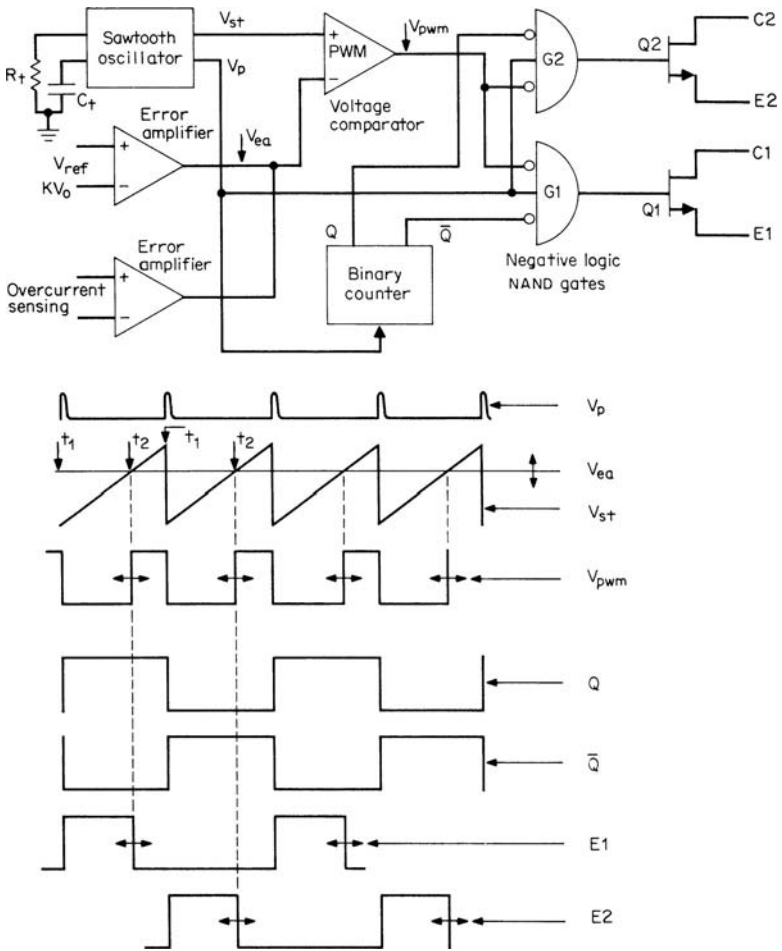 Sawtooth oscillator
Rt
Ct
Vst
Vp
+
PWM
−
Voltage comparator
Vpwm
G2
Q2
C2
E2
Error amplifier
+
−
Vref
KVo
Vea
G1
Q1
C1
E1
Q
Q̅
Binary counter
Negative logic NAND gates
Error amplifier
Overcurrent sensing
+
−
Vp
t1
t2
t1
t2
Vea
Vst
Vpwm
Q
Q̅
E1
E2